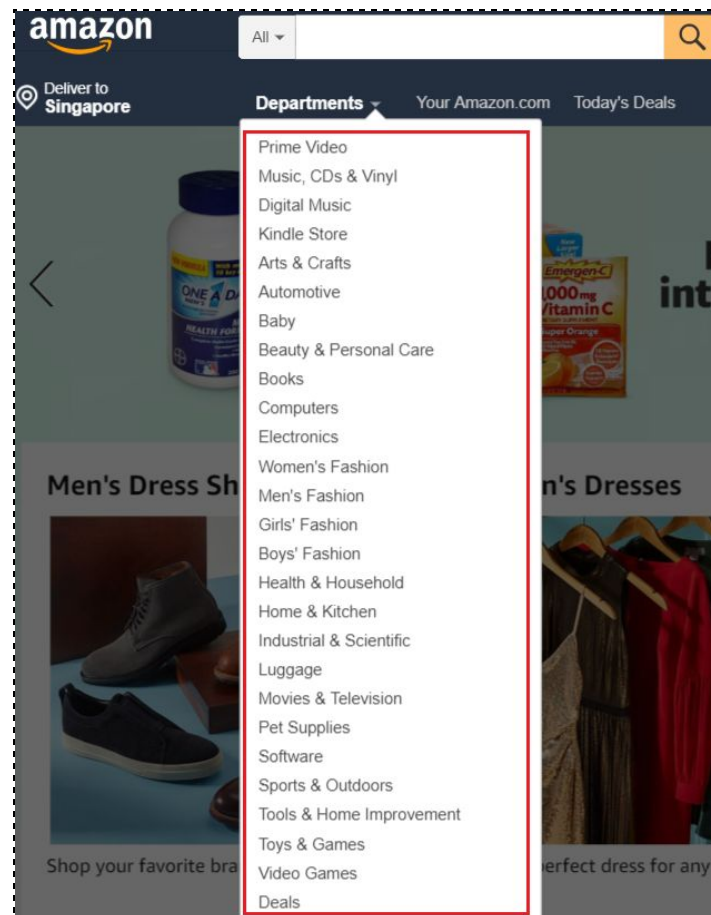 amazon
All
Deliver to
Singapore
Departments Your Amazon.com Today's Deals
Prime Video
Music, CDs & Vinyl
Digital Music
Kindle Store
Arts & Crafts
Automotive
Baby
Beauty & Personal Care
Books
Computers
Electronics
Women's Fashion
Men's Fashion
Girls' Fashion
Boys' Fashion
Health & Household
Home & Kitchen
Industrial & Scientific
Luggage
Movies & Television
Pet Supplies
Software
Sports & Outdoors
Tools & Home Improvement
Toys & Games
Video Games
Deals
ONE A DAY
MEN'S
Emergen-C
1,000 mg
Vitamin C
Super Orange
int
Men's Dress Sh
n's Dresses
Shop your favorite bra
erfect dress for any